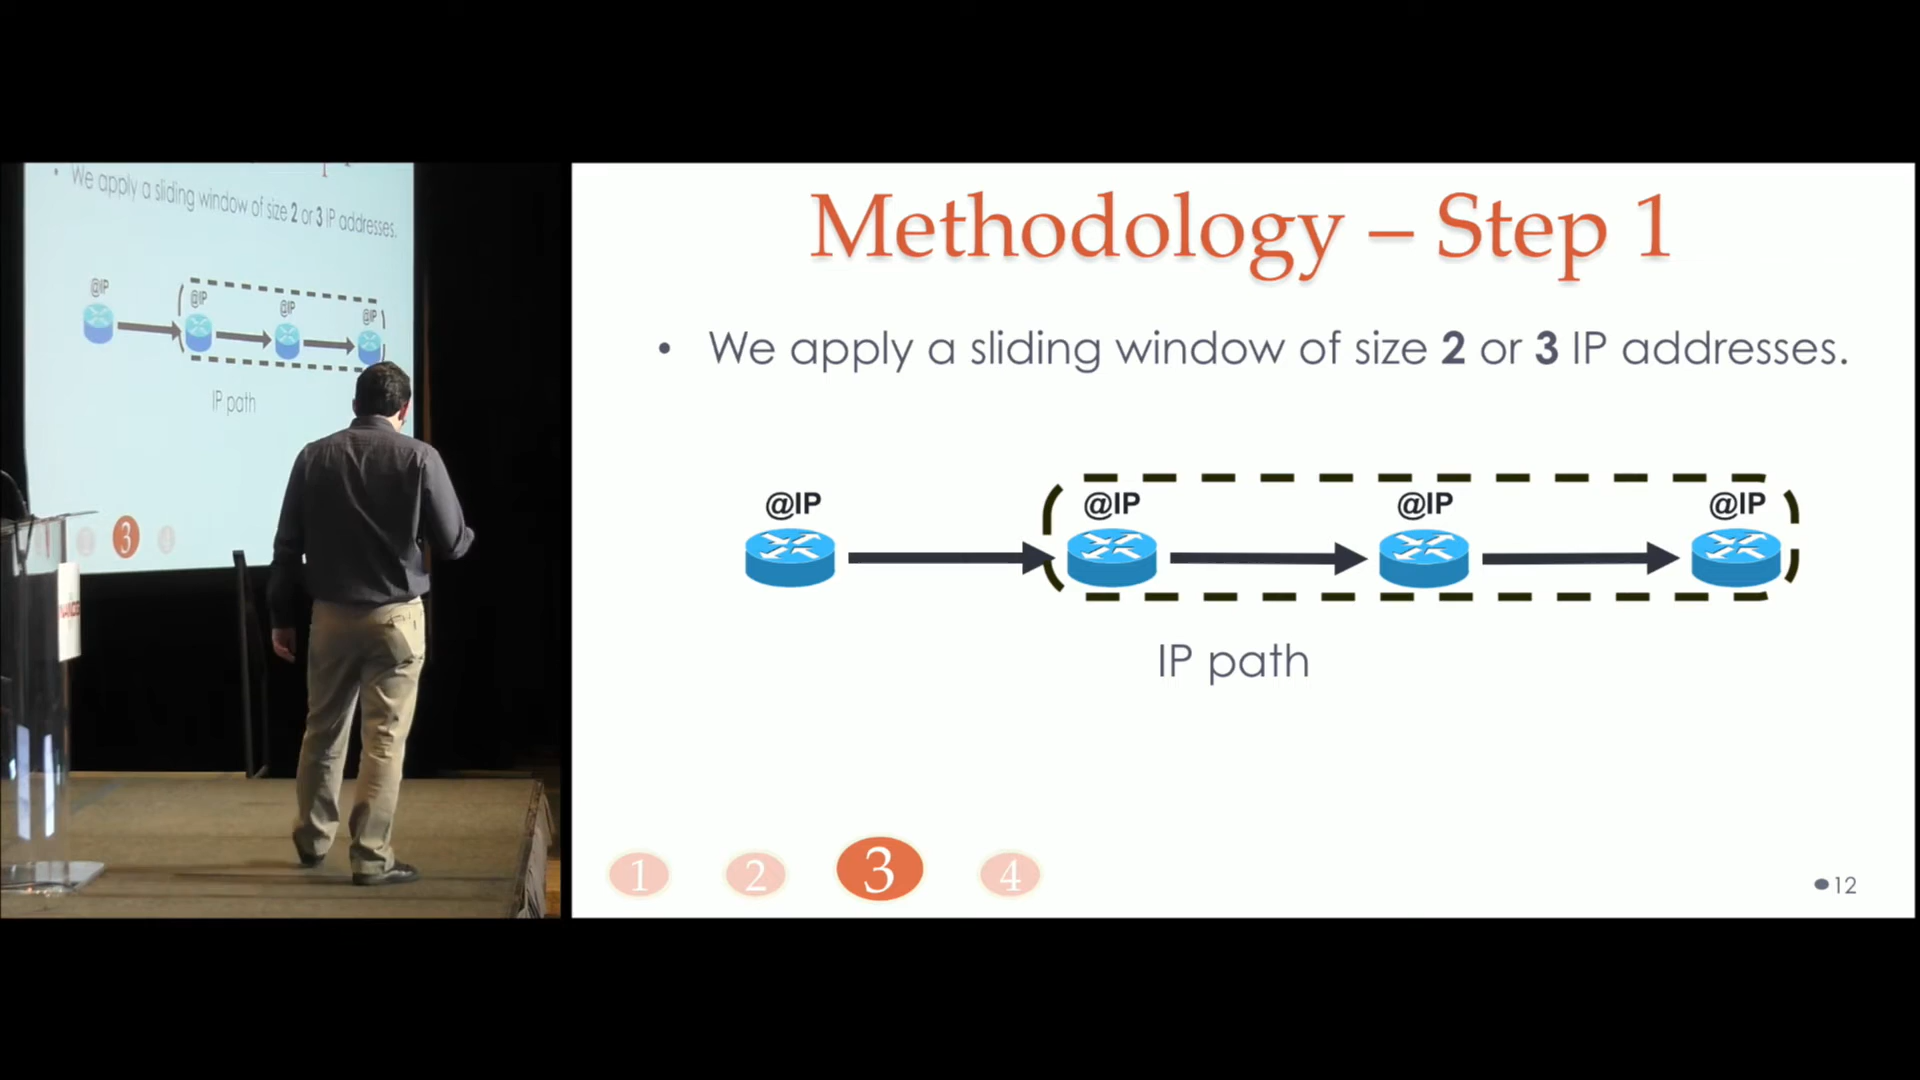 We apply a sliding window of size 2 or 3 IP addresses.
@IP
@IP
@IP
@IP
IP path
3
4
Methodology – Step 1
• We apply a sliding window of size 2 or 3 IP addresses.
@IP
@IP
@IP
@IP
IP path
1
2
3
4
12